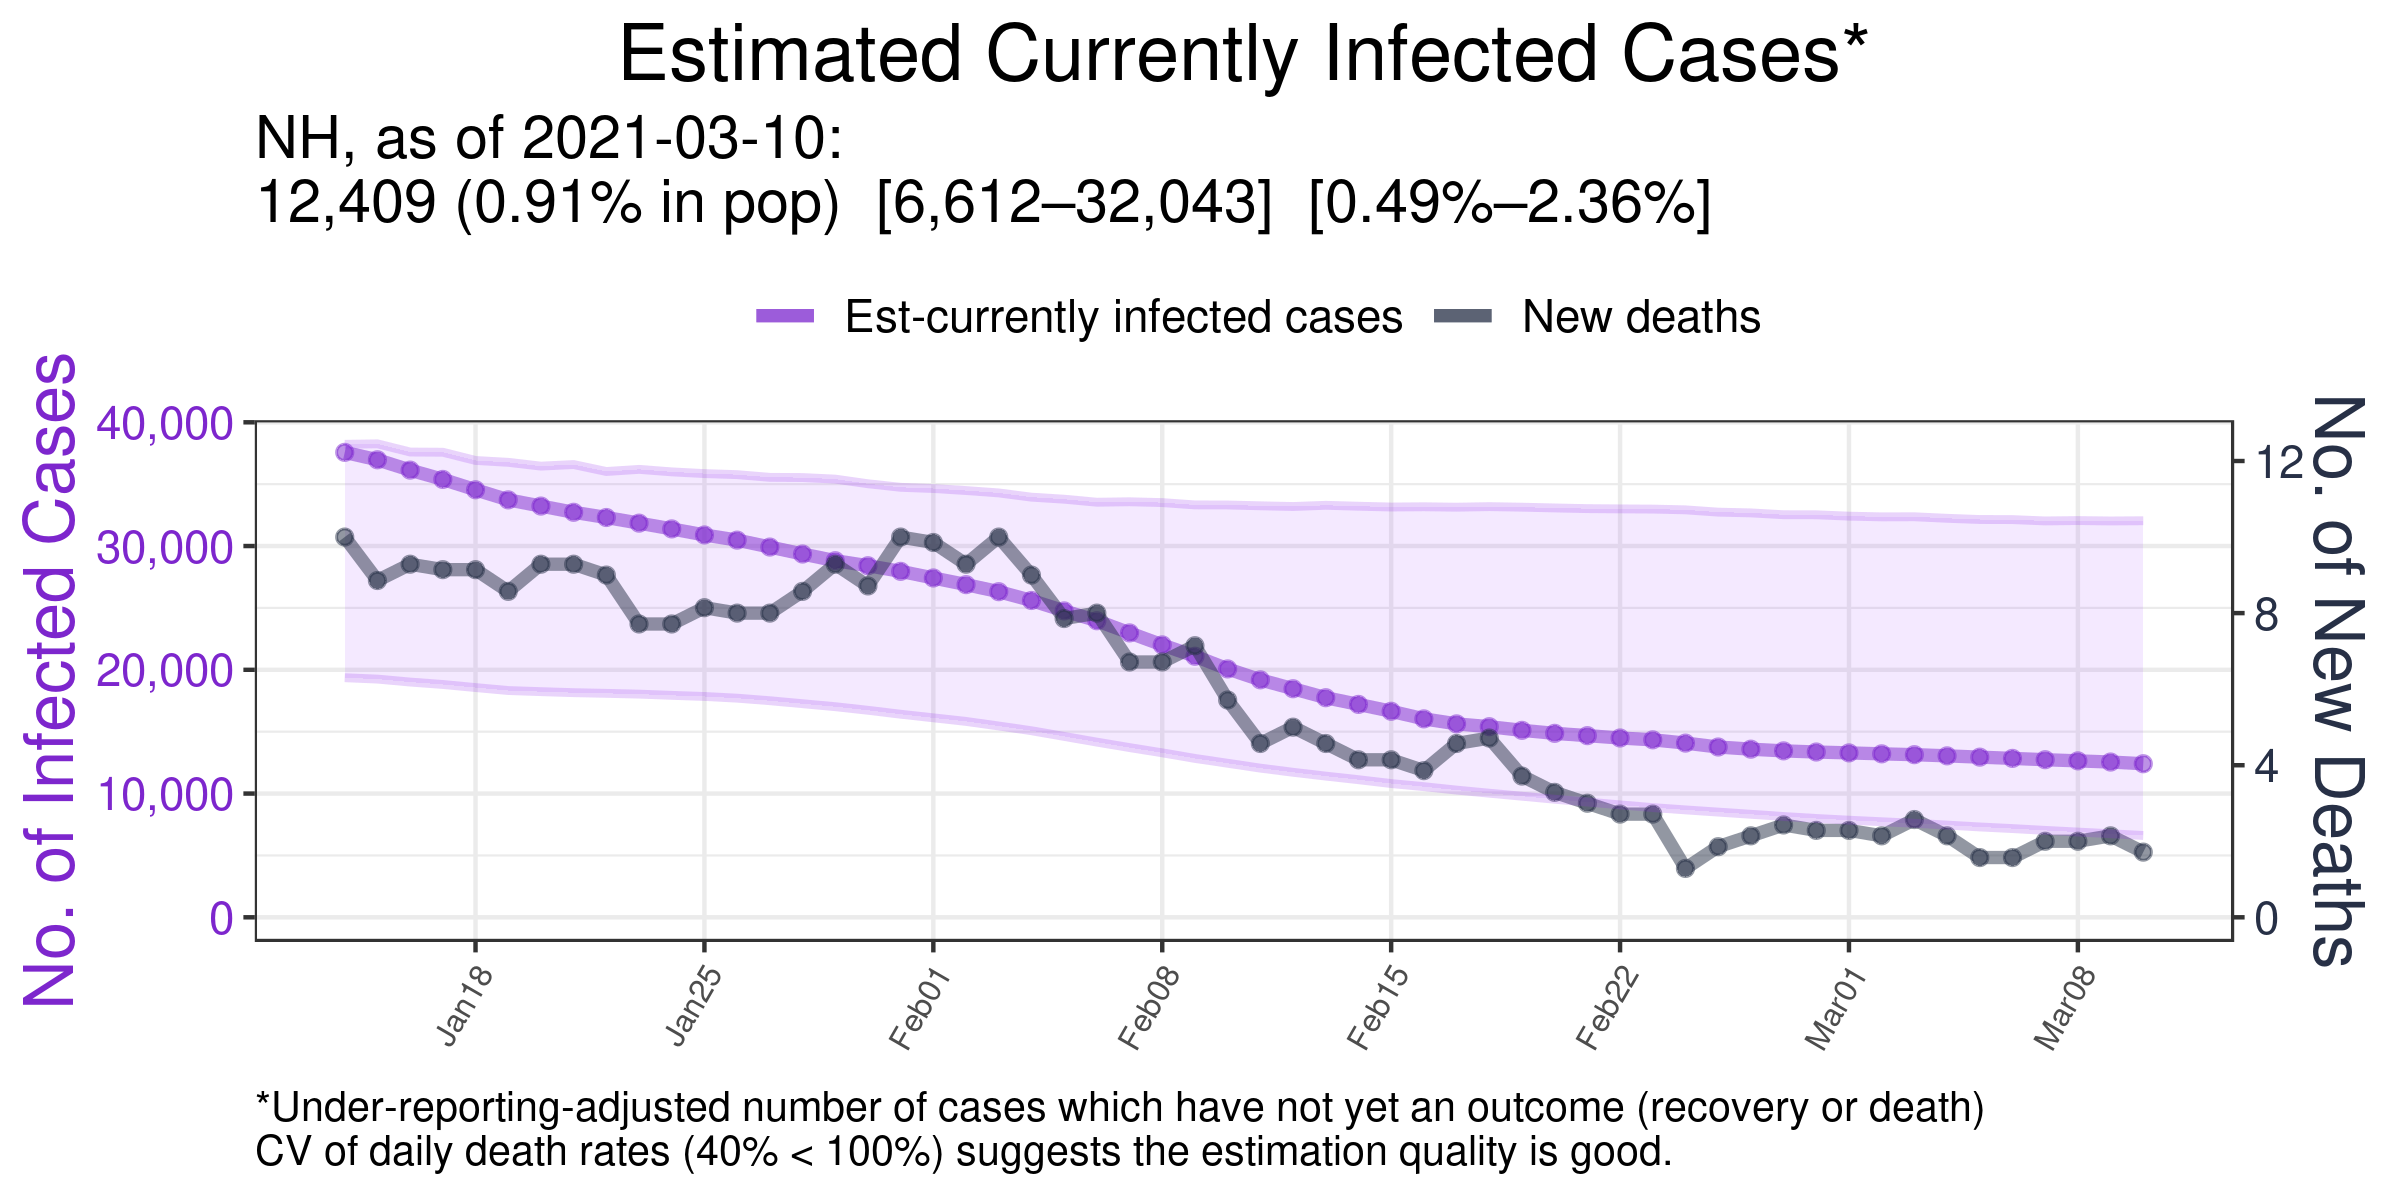 Estimated Currently Infected Cases*
NH, as of 2021-03-10:
12,409 (0.91% in pop)  [6,612–32,043]  [0.49%–2.36%]
Est-currently infected cases
New deaths
No. of Infected Cases
40,000
30,000
20,000
10,000
0
12
8
4
0
No. of New Deaths
Jan18
Jan25
Feb01
Feb08
Feb15
Feb22
Mar01
Mar08
*Under-reporting-adjusted number of cases which have not yet an outcome (recovery or death)
CV of daily death rates (40% < 100%) suggests the estimation quality is good.